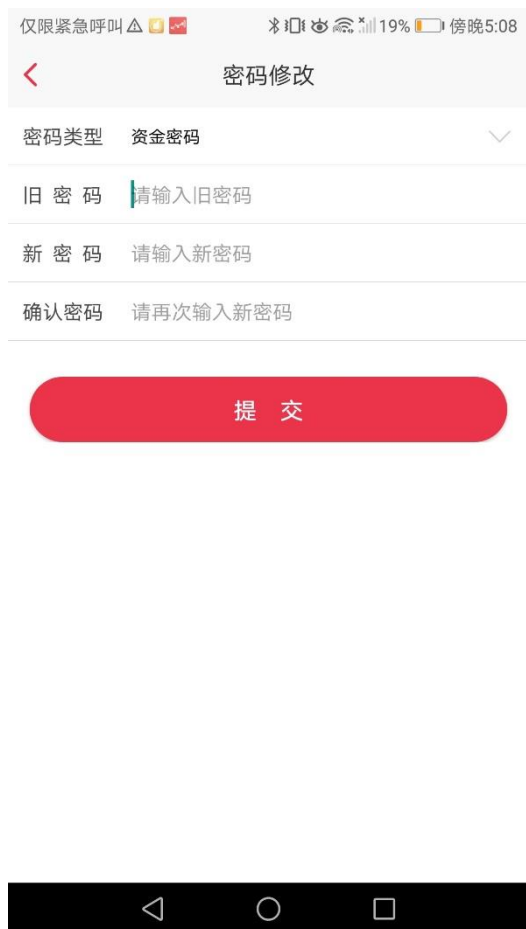 仅限紧急呼叫 19% 傍晚5:08
密码修改
密码类型 资金密码
旧 密 码 请输入旧密码
新 密 码 请输入新密码
确认密码 请再次输入新密码
提 交